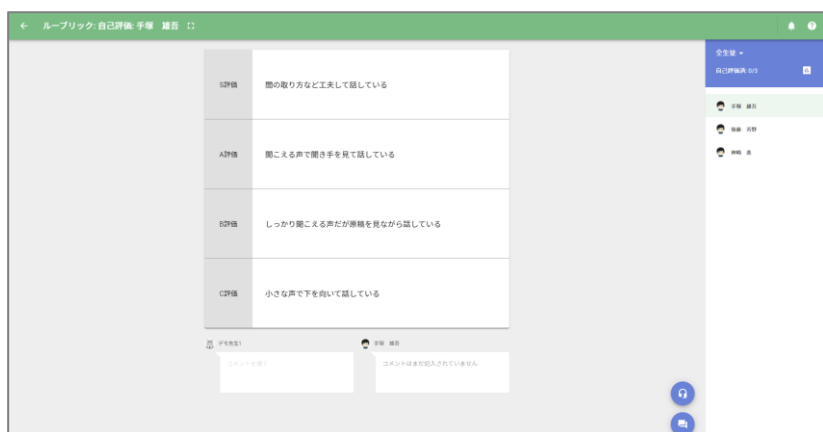 ルーブリック: 自己評価: 手塚 雄吾
全生徒
自己評価済: 0/3
S評価
間の取り方など工夫して話している
A評価
聞こえる声で聞き手を見て話している
B評価
しっかり聞こえる声だが原稿を見ながら話している
C評価
小さな声で下を向いて話している
デモ先生1
コメントを書く
手塚 雄吾
コメントはまだ記入されていません
手塚 雄吾